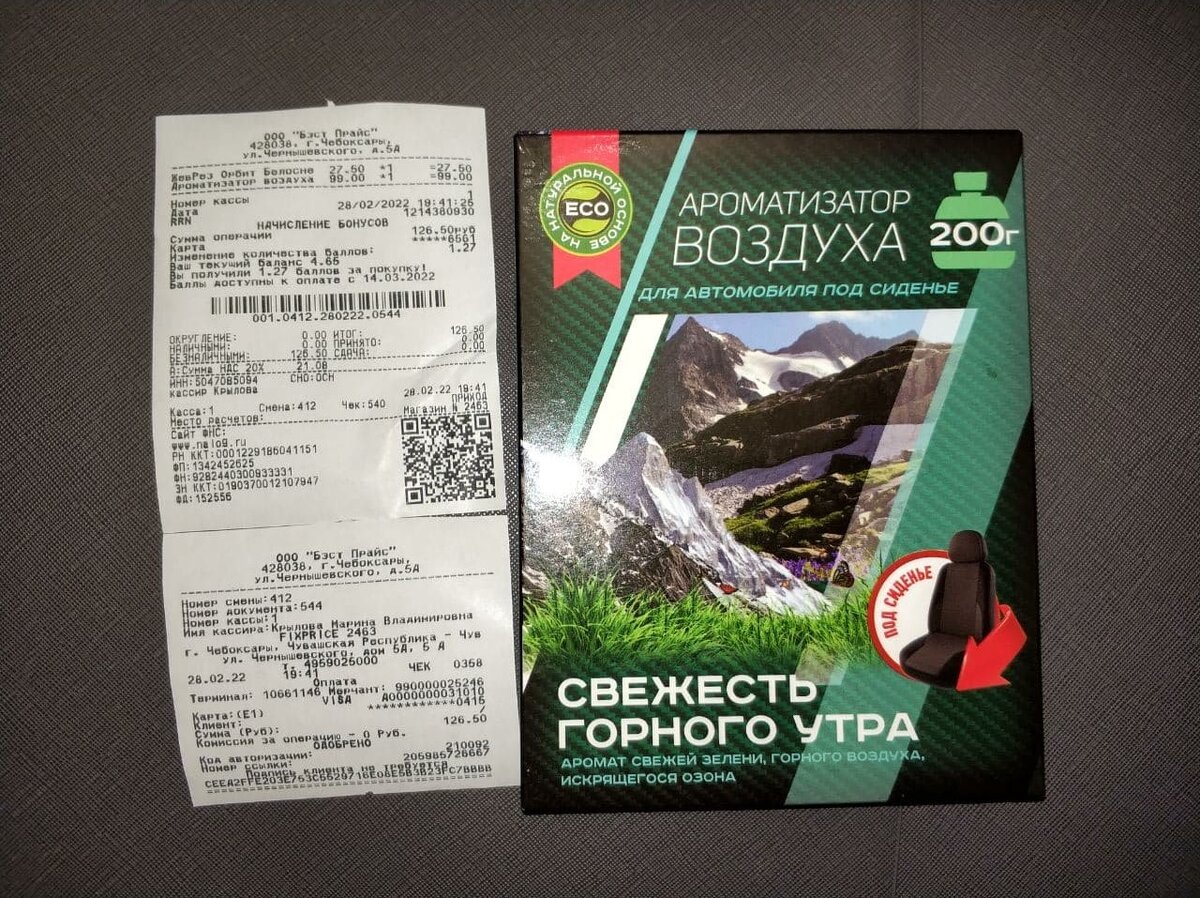 ООО "Бэст Прайс"
428038, г.Чебоксары,
ул.Чернышевского, д.5А
ЖевРез Орбит Белосне 27.50 *1 =27.50
Ароматизатор воздуха 99.00 *1 =99.00
Номер кассы 1
Дата 28/02/2022 19:41:25
RRN 1214380930
НАЧИСЛЕНИЕ БОНУСОВ
Сумма операции 126.50руб
Карта *****6561
Изменение количества баллов: 1.27
Ваш текущий баланс 4.65
Вы получили 1.27 баллов за покупку!
Баллы доступны к оплате с 14.03.2022
001.0412.280222.0544
ОКРУГЛЕНИЕ: 0.00 ИТОГ: 126.50
НАЛИЧНЫМИ: 0.00 ПРИНЯТО: 0.00
БЕЗНАЛИЧНЫМИ: 126.50 СДАЧА: 0.00
А:Сумма НДС 20% 21.08
ИНН:5047085094 СНО:ОСН
кассир Крылова
28.02.22 19:41
ПРИХОД
Касса:1 Смена:412 Чек:540 Магазин N 2463
Место расчетов:
Сайт ФНС:
www.nalog.ru
РН ККТ:0001229186041151
ФП:1342452625
ФН:9282440300933331
ЗН ККТ:0190370012107947
ФД:152556
ООО "Бэст Прайс"
428038, г.Чебоксары,
ул.Чернышевского, д.5А
Номер смены:412
Номер документа:544
Номер кассы:1
Имя кассира:Крылова Марина Владиnировна
FIXPRICE 2463
г. Чебоксары, Чувашская Республика - Чув
ул. Чернышевского, дом 5А, 5 А
т. 4959026000
28.02.22 19:41 ЧЕК 0358
Оплата
Терминал: 10661146 Мерчант: 990000025246
VISA A0000000031010
Карта:(E1) ************0416
Клиент: /
Сумма (Руб): 126.50
Комиссия за операцию - 0 Руб.
ОДОБРЕНО
Код авторизации: 210092
Номер ссылки: 205985726667
Подпись клиента не требуется
НА НАТУРАЛЬНОЙ ОСНОВЕ
ECO
АРОМАТИЗАТОР
ВОЗДУХА
200г
ДЛЯ АВТОМОБИЛЯ ПОД СИДЕНЬЕ
ПОД СИДЕНЬЕ
СВЕЖЕСТЬ
ГОРНОГО УТРА
АРОМАТ СВЕЖЕЙ ЗЕЛЕНИ, ГОРНОГО ВОЗДУХА,
ИСКРЯЩЕГОСЯ ОЗОНА